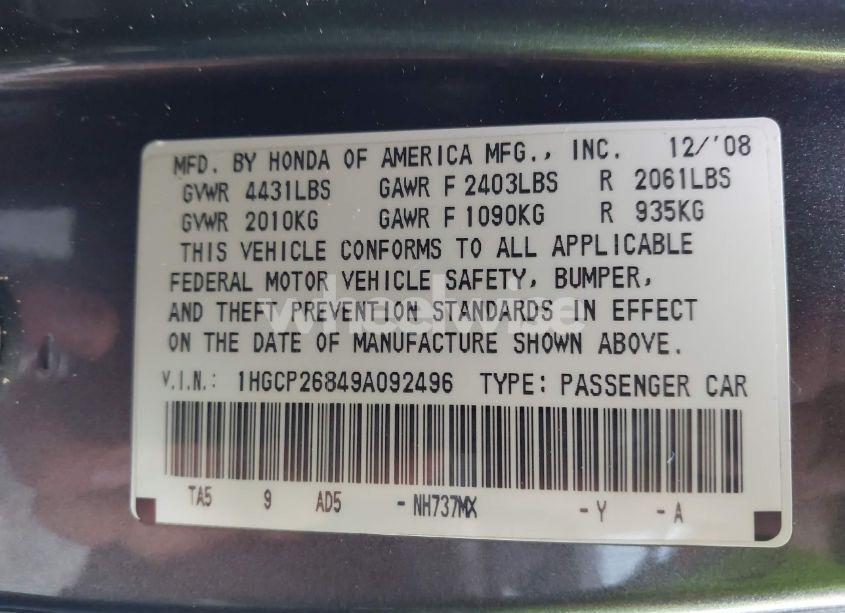 MFD. BY HONDA OF AMERICA MFG., INC. 12/'08
GVWR 4431LBS GAWR F 2403LBS R 2061LBS
GVWR 2010KG GAWR F 1090KG R 935KG
THIS VEHICLE CONFORMS TO ALL APPLICABLE
FEDERAL MOTOR VEHICLE SAFETY, BUMPER,
AND THEFT PREVENTION STANDARDS IN EFFECT
wheelwise
ON THE DATE OF MANUFACTURE SHOWN ABOVE.
V.I.N.: 1HGCP26849A092496 TYPE: PASSENGER CAR
TA5 9 AD5 - NH737MX - Y - A